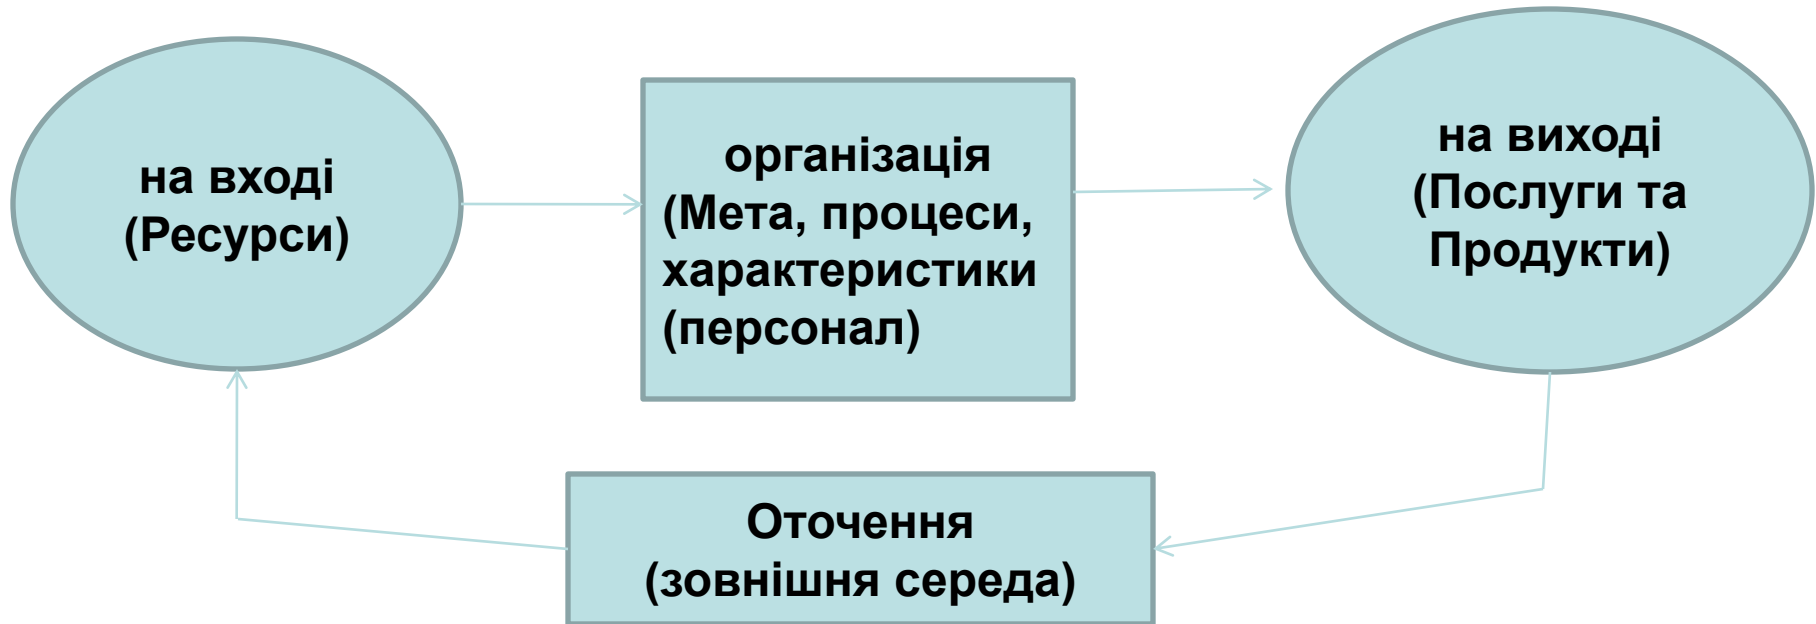 на вході
(Ресурси)
організація
(Мета, процеси,
характеристики
(персонал)
на виході
(Послуги та
Продукти)
Оточення
(зовнішня середа)